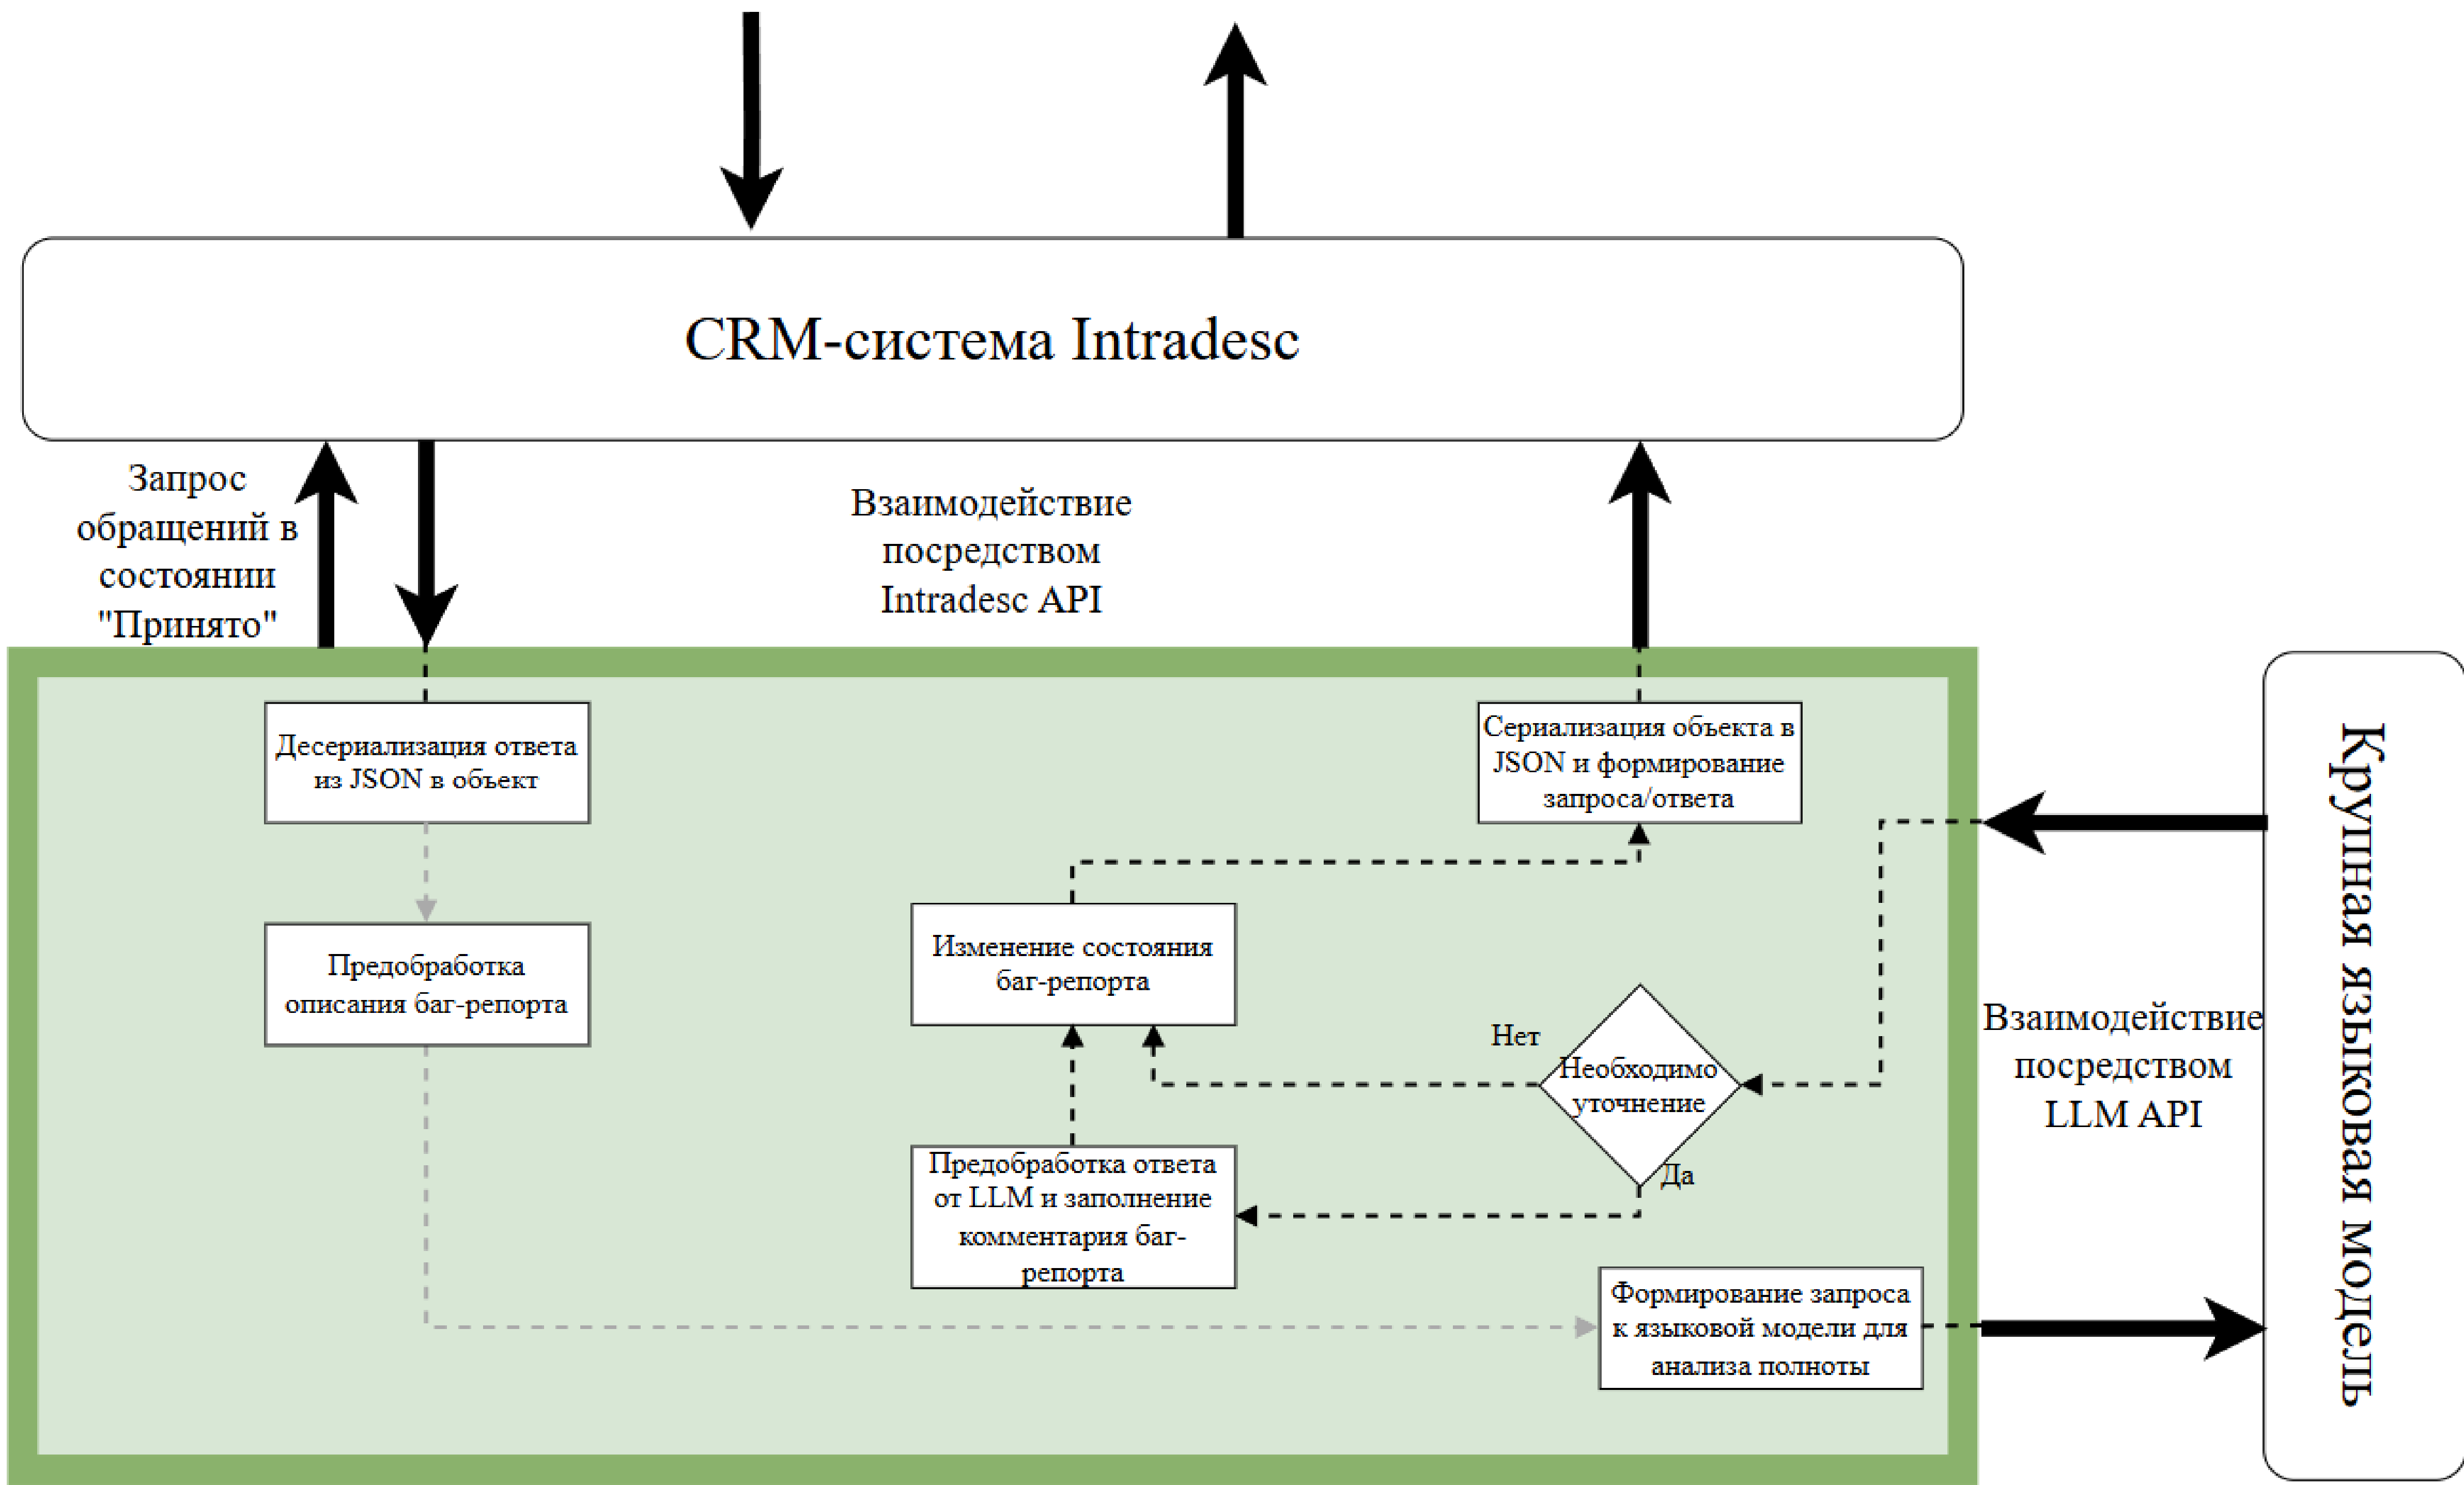 CRM-система Intradesc
Запрос
обращений в
состоянии
"Принято"
Взаимодействие
посредством
Intradesc API
Десериализация ответа
из JSON в объект
Сериализация объекта в
JSON и формирование
запроса/ответа
Предобработка
описания баг-репорта
Изменение состояния
баг-репорта
Нет
Необходимо
уточнение
Да
Предобработка ответа
от LLM и заполнение
комментария баг-
репорта
Формирование запроса
к языковой модели для
анализа полноты
Взаимодействие
посредством
LLM API
Крупная языковая модель